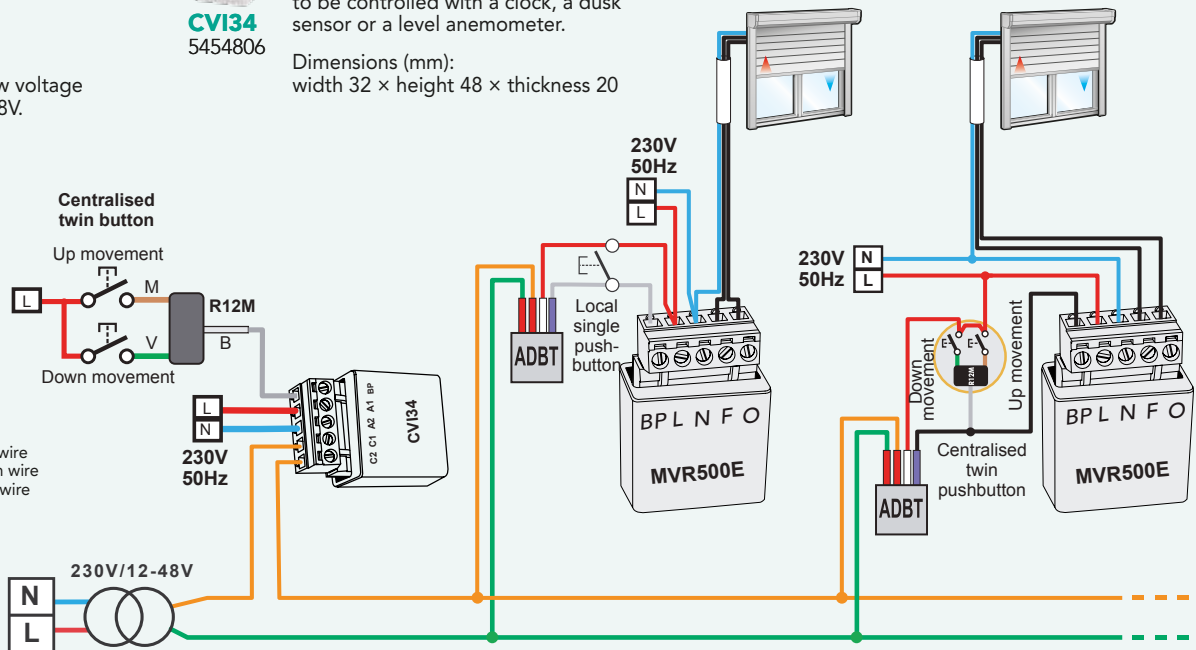 to be controlled with a clock, a dusk
sensor or a level anemometer.
Dimensions (mm):
width 32 × height 48 × thickness 20
CVI34
5454806
voltage
Centralised
twin button
Up movement
L
M
R12M
V
B
Down movement
L
N
230V
50Hz
BP
A1
A2
C1
C2
CVI34
wire
wire
wire
230V/12-48V
N
L
230V
50Hz
N
L
Local
single
push-
button
ADBT
BP L N F O
MVR500E
230V
50Hz
N
L
Down
movement
Up movement
R12M
Centralised
twin
pushbutton
ADBT
BP L N F O
MVR500E